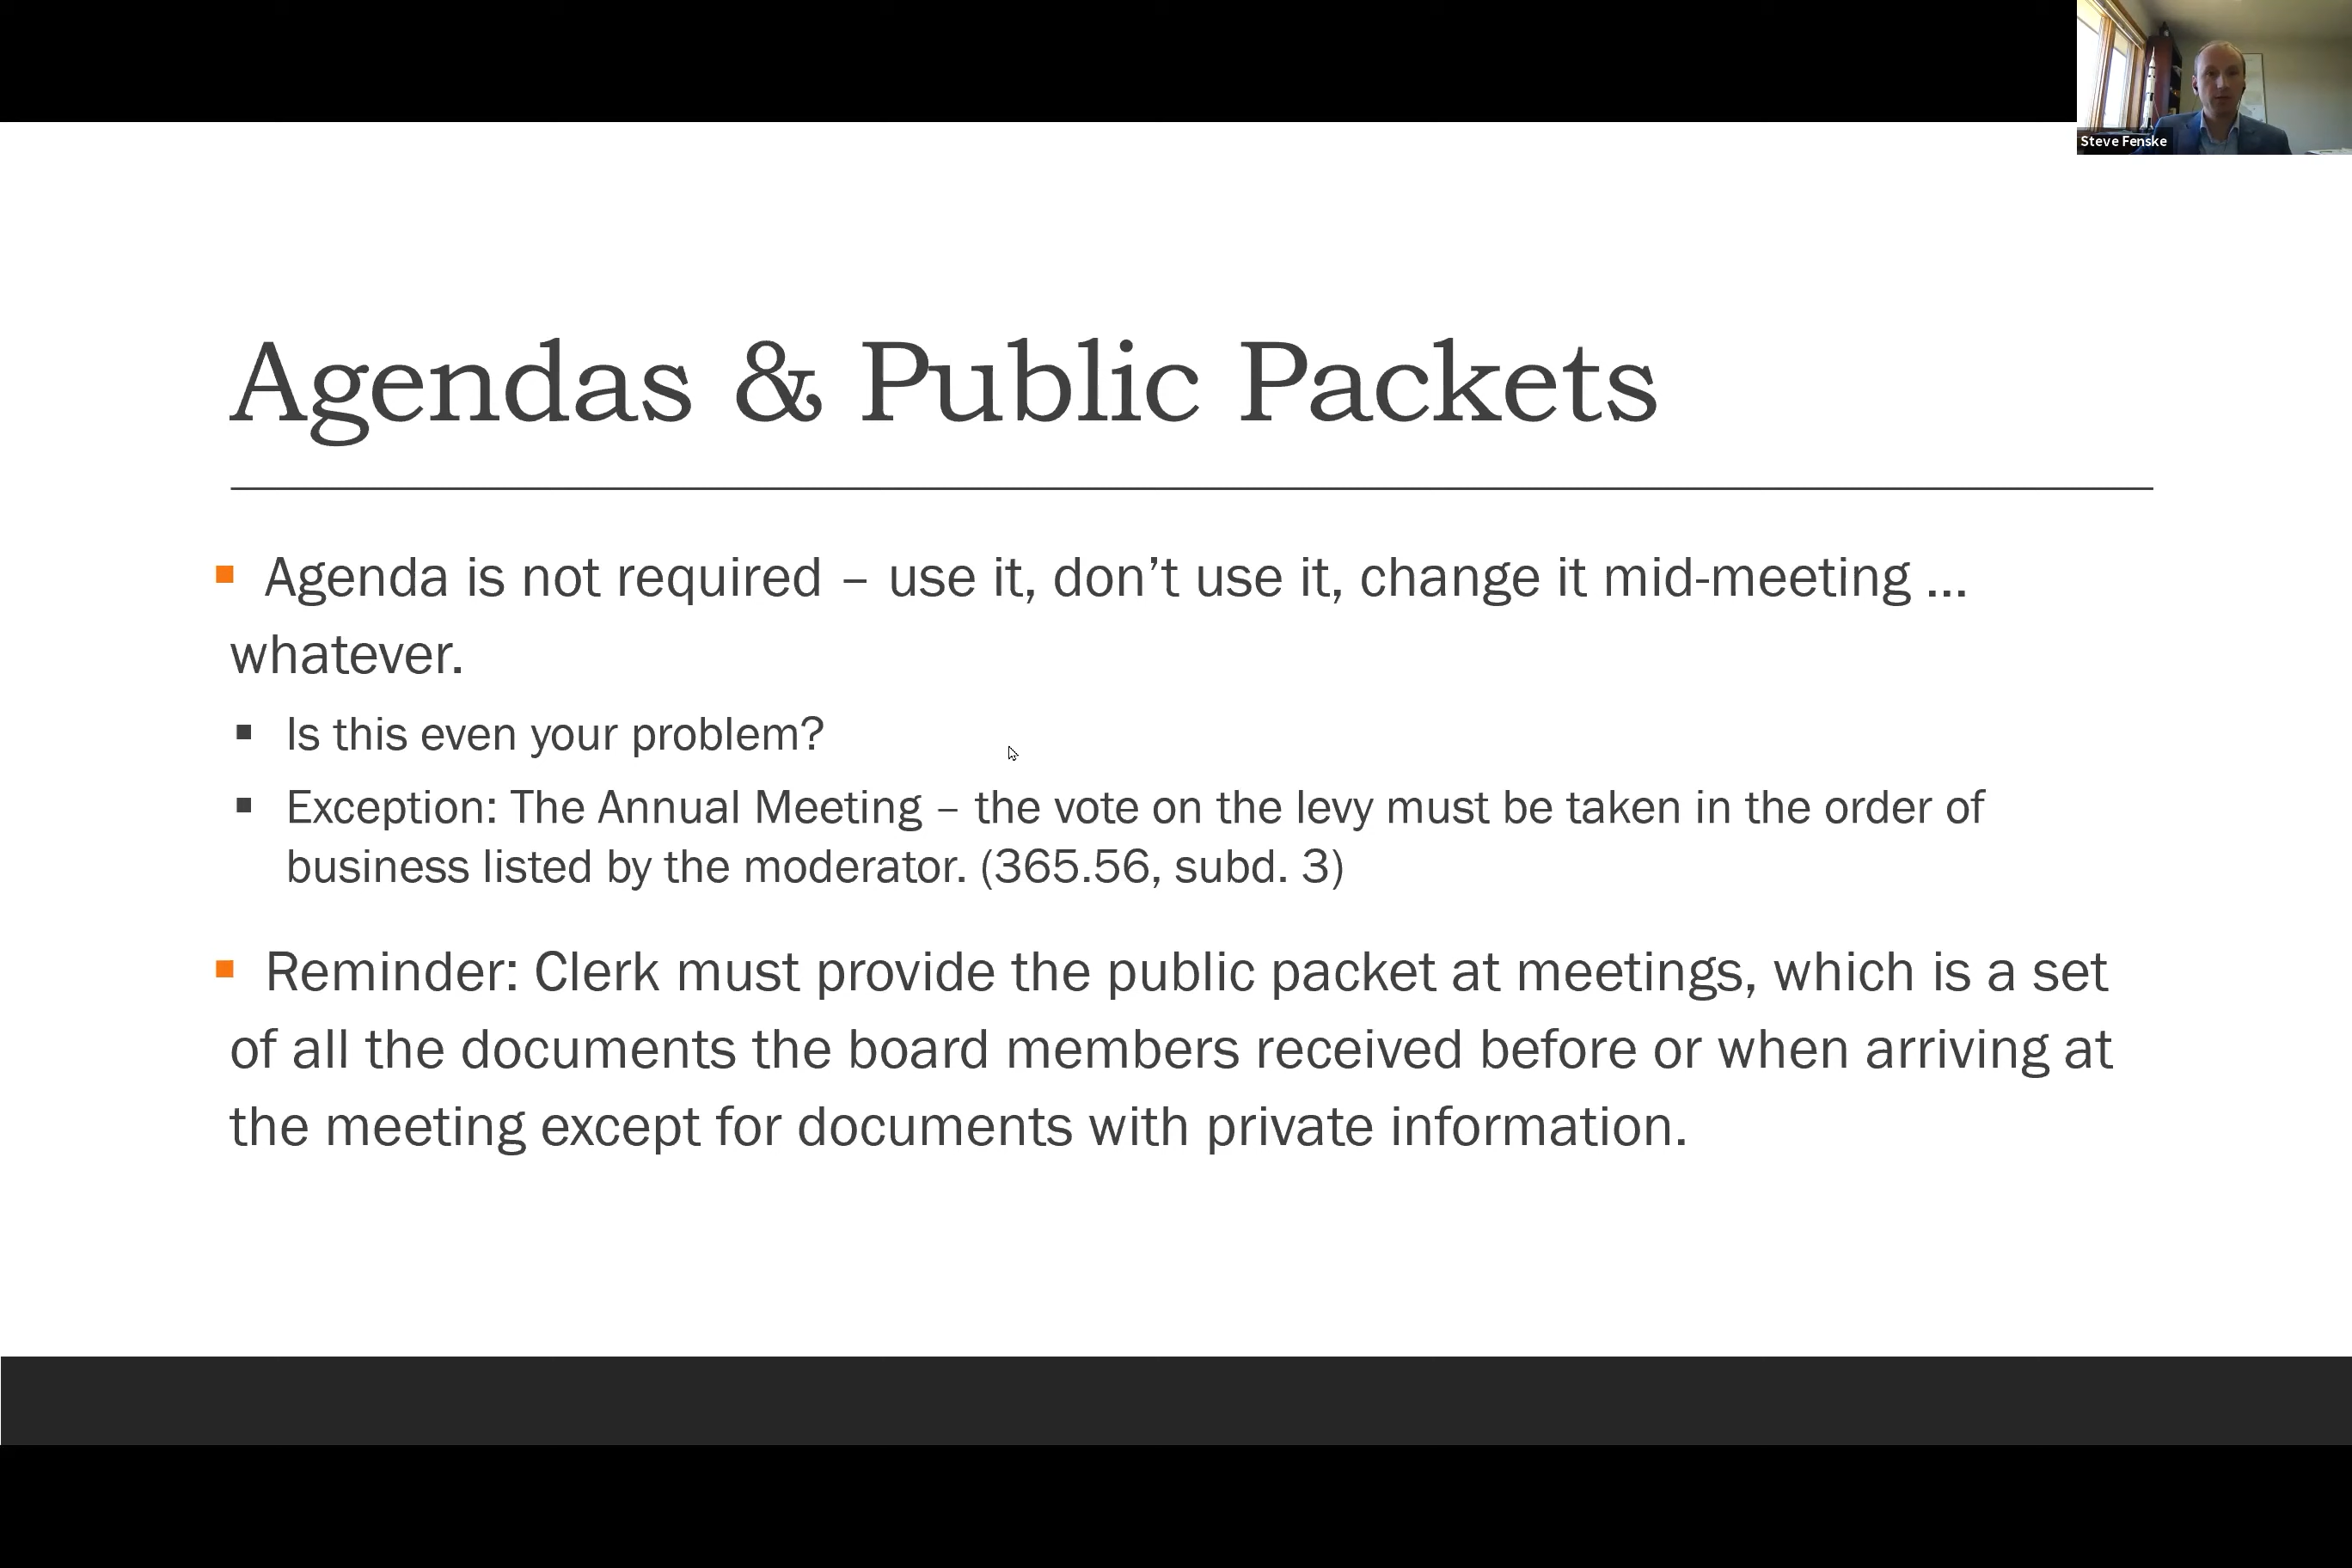 Steve Fenske
Agendas & Public Packets
Agenda is not required – use it, don’t use it, change it mid-meeting ...
whatever.
Is this even your problem?
Exception: The Annual Meeting – the vote on the levy must be taken in the order of
business listed by the moderator. (365.56, subd. 3)
Reminder: Clerk must provide the public packet at meetings, which is a set
of all the documents the board members received before or when arriving at
the meeting except for documents with private information.